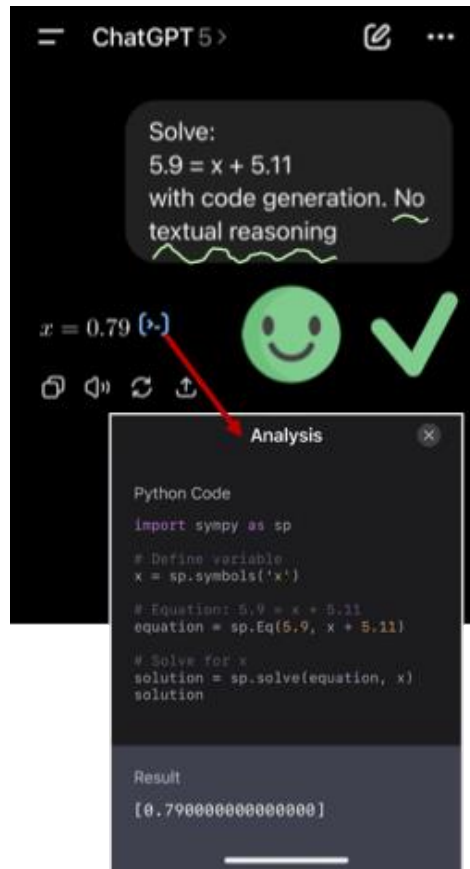 ChatGPT 5 >
Solve:
5.9 = x + 5.11
with code generation. No
textual reasoning
x = 0.79
Analysis
Python Code
import sympy as sp
# Define variable
x = sp.symbols('x')
# Equation: 5.9 = x + 5.11
equation = sp.Eq(5.9, x + 5.11)
# Solve for x
solution = sp.solve(equation, x)
solution
Result
[0.790000000000000]